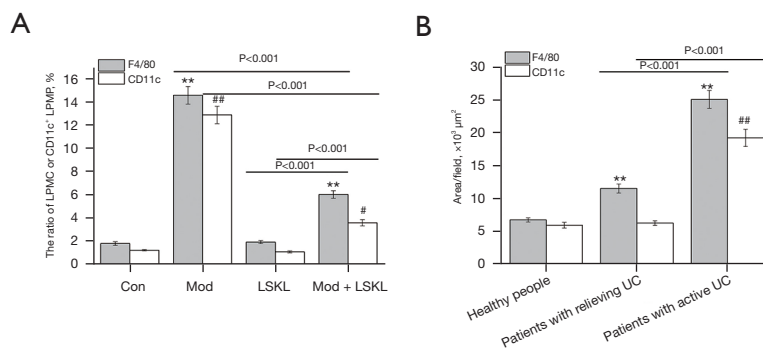 A
The ratio of LPMC or CD11c⁺ LPMP, %
F4/80
CD11c
P<0.001
P<0.001
P<0.001
P<0.001
16
14
12
10
8
6
4
2
0
**
##
**
#
Con Mod LSKL Mod + LSKL
B
Area/field, ×10³ μm²
F4/80
CD11c
P<0.001
P<0.001
30
25
20
15
10
5
0
**
**
##
Healthy people
Patients with relieving UC
Patients with active UC